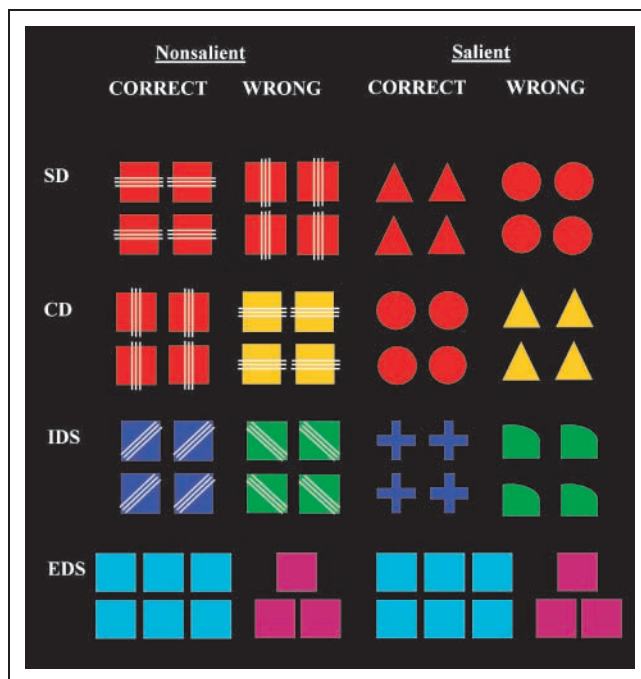 Nonsalient Salient
CORRECT WRONG CORRECT WRONG
SD
CD
IDS
EDS